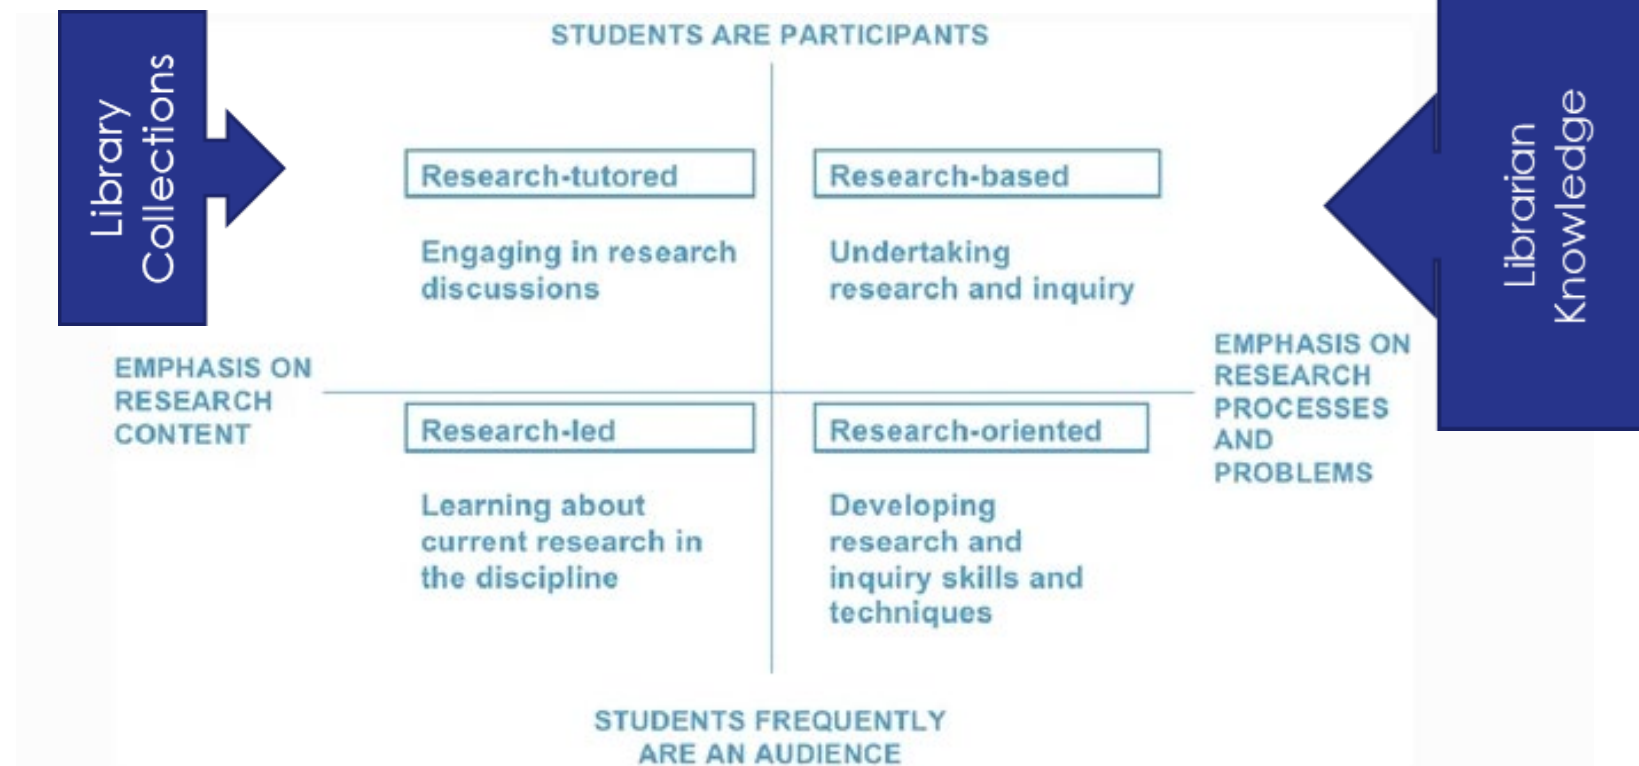 Library
Collections
STUDENTS ARE PARTICIPANTS
Librarian
Knowledge
Research-tutored
Engaging in research
discussions
Research-based
Undertaking
research and inquiry
EMPHASIS ON
RESEARCH
CONTENT
EMPHASIS ON
RESEARCH
PROCESSES
AND
PROBLEMS
Research-led
Learning about
current research in
the discipline
Research-oriented
Developing
research and
inquiry skills and
techniques
STUDENTS FREQUENTLY
ARE AN AUDIENCE